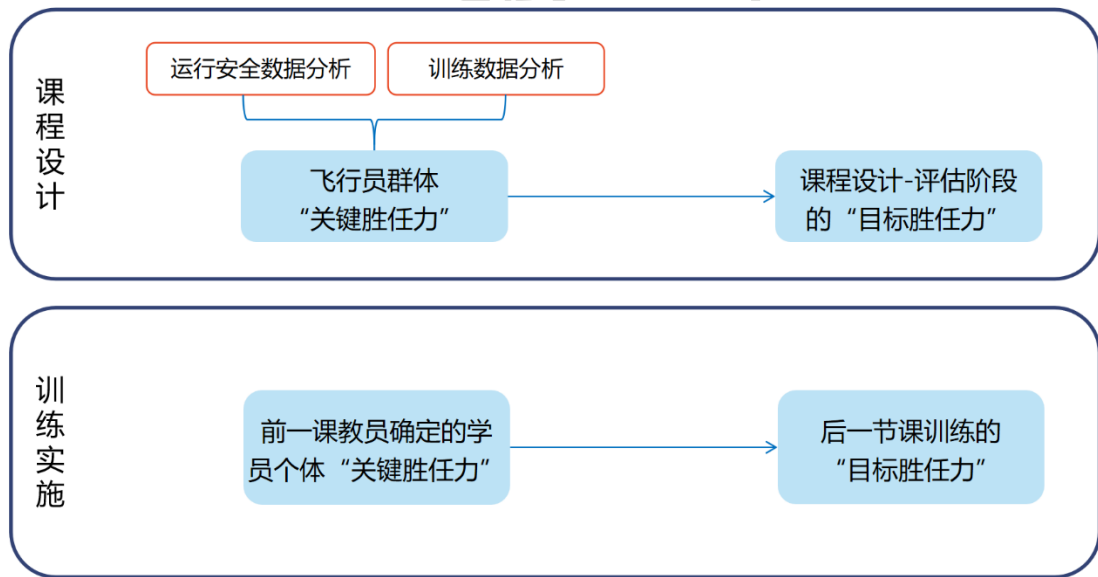 课程设计
运行安全数据分析
训练数据分析
飞行员群体
“关键胜任力”
课程设计-评估阶段
的“目标胜任力”
训练实施
前一课教员确定的学
员个体“关键胜任力”
后一节课训练的
“目标胜任力”